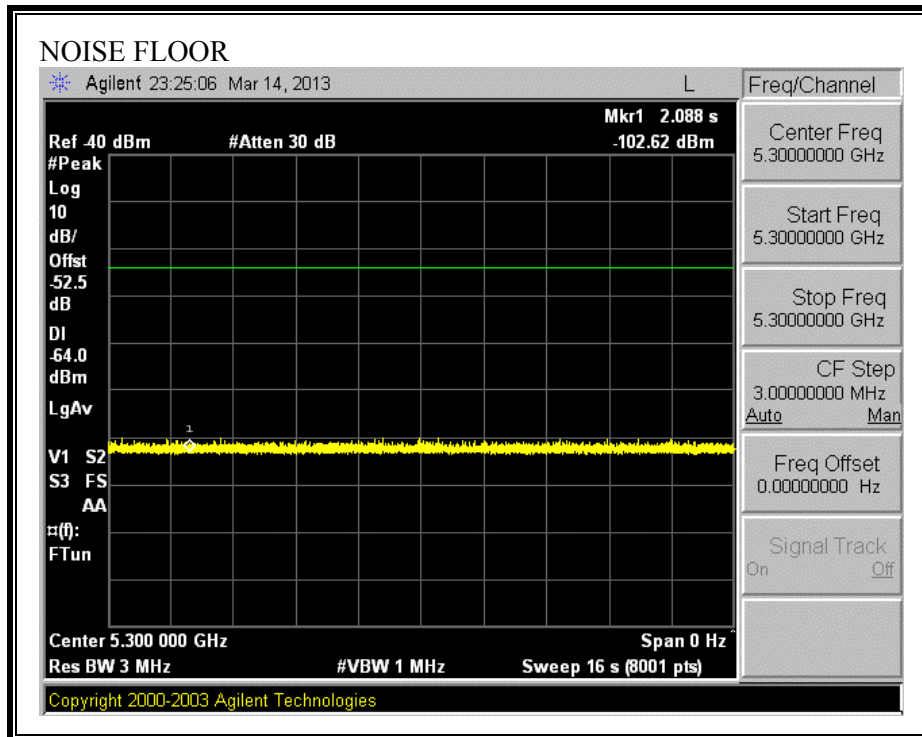 NOISE FLOOR
Agilent 23:25:06 Mar 14, 2013 L
Freq/Channel
Mkr1 2.088 s
Ref -40 dBm #Atten 30 dB -102.62 dBm
#Peak
Log
10
dB/
Offst
-52.5
dB
DI
-64.0
dBm
LgAv
1
V1 S2
S3 FS
AA
¤(f):
FTun
Center 5.300 000 GHz Span 0 Hz
Res BW 3 MHz #VBW 1 MHz Sweep 16 s (8001 pts)
Copyright 2000-2003 Agilent Technologies
Center Freq
5.30000000 GHz
Start Freq
5.30000000 GHz
Stop Freq
5.30000000 GHz
CF Step
3.00000000 MHz
Auto Man
Freq Offset
0.00000000 Hz
Signal Track
On Off